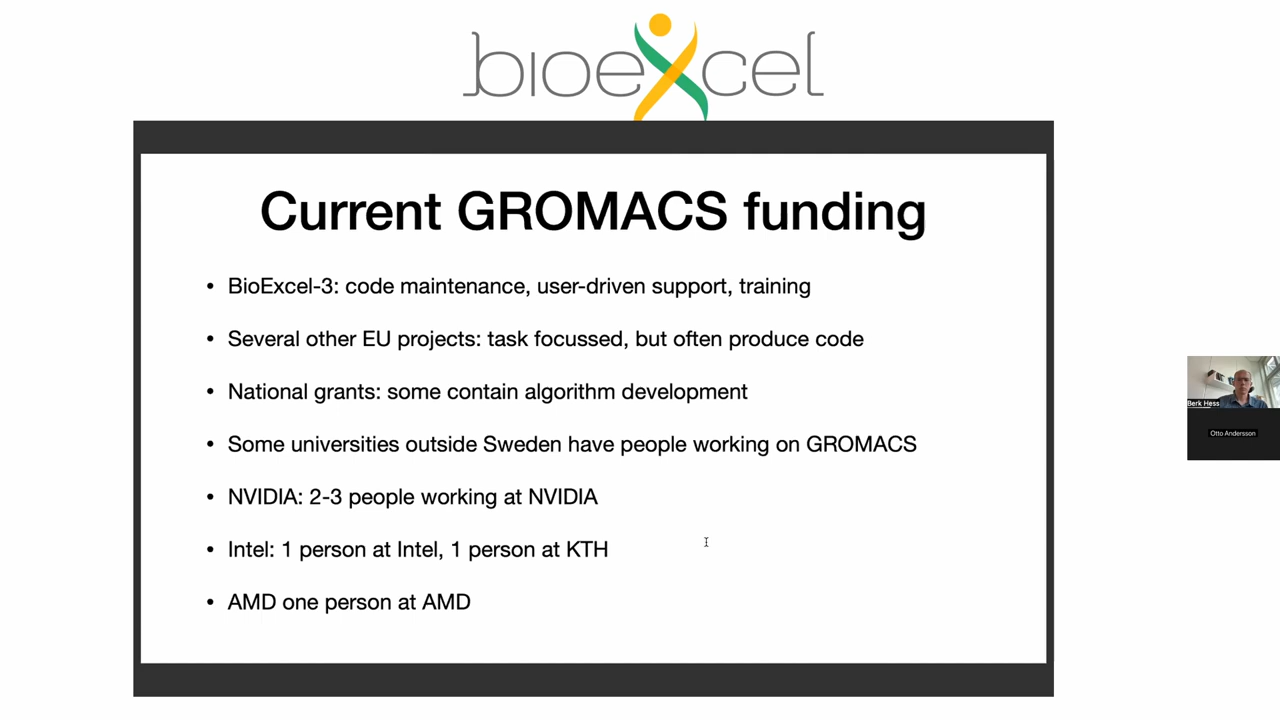 bioexcel
Current GROMACS funding
• BioExcel-3: code maintenance, user-driven support, training
• Several other EU projects: task focussed, but often produce code
• National grants: some contain algorithm development
• Some universities outside Sweden have people working on GROMACS
• NVIDIA: 2-3 people working at NVIDIA
• Intel: 1 person at Intel, 1 person at KTH
• AMD one person at AMD
Berk Hess
Otto Andersson